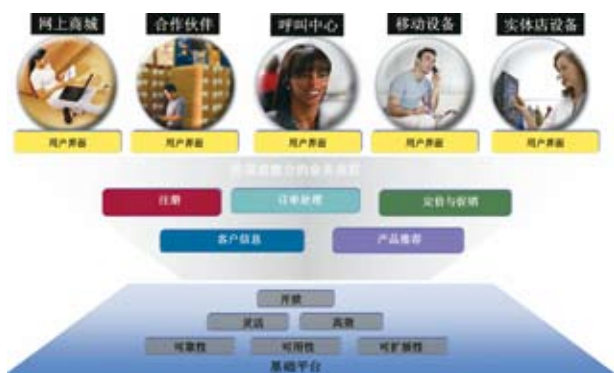 网上商城 合作伙伴 呼叫中心 移动设备 实体店设备
用户界面 用户界面 用户界面 用户界面 用户界面
注册 订单处理 定价与促销
客户信息 产品推荐
开放
灵活 高效
可靠性 可用性 可扩展性
基础平台